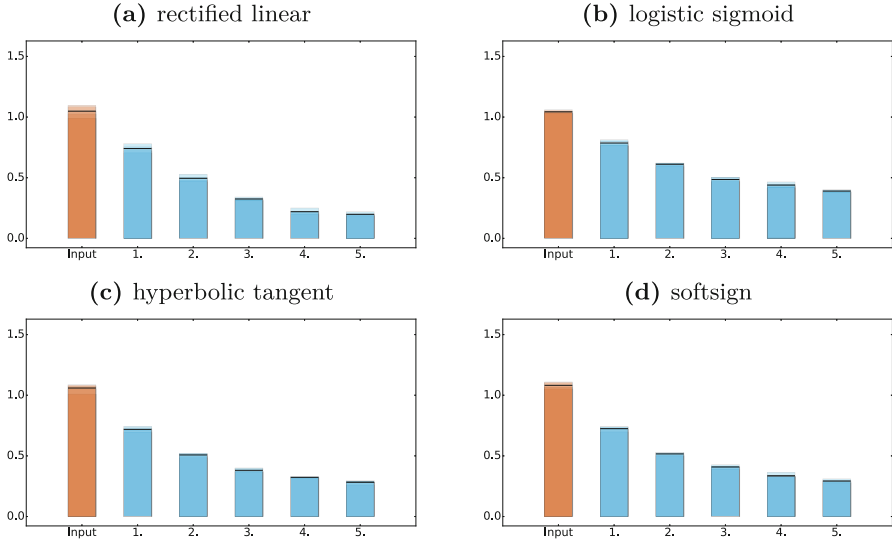 (a) rectified linear
(b) logistic sigmoid
1.5
1.0
0.5
0.0
Input 1. 2. 3. 4. 5.
1.5
1.0
0.5
0.0
Input 1. 2. 3. 4. 5.
(c) hyperbolic tangent
(d) softsign
1.5
1.0
0.5
0.0
Input 1. 2. 3. 4. 5.
1.5
1.0
0.5
0.0
Input 1. 2. 3. 4. 5.